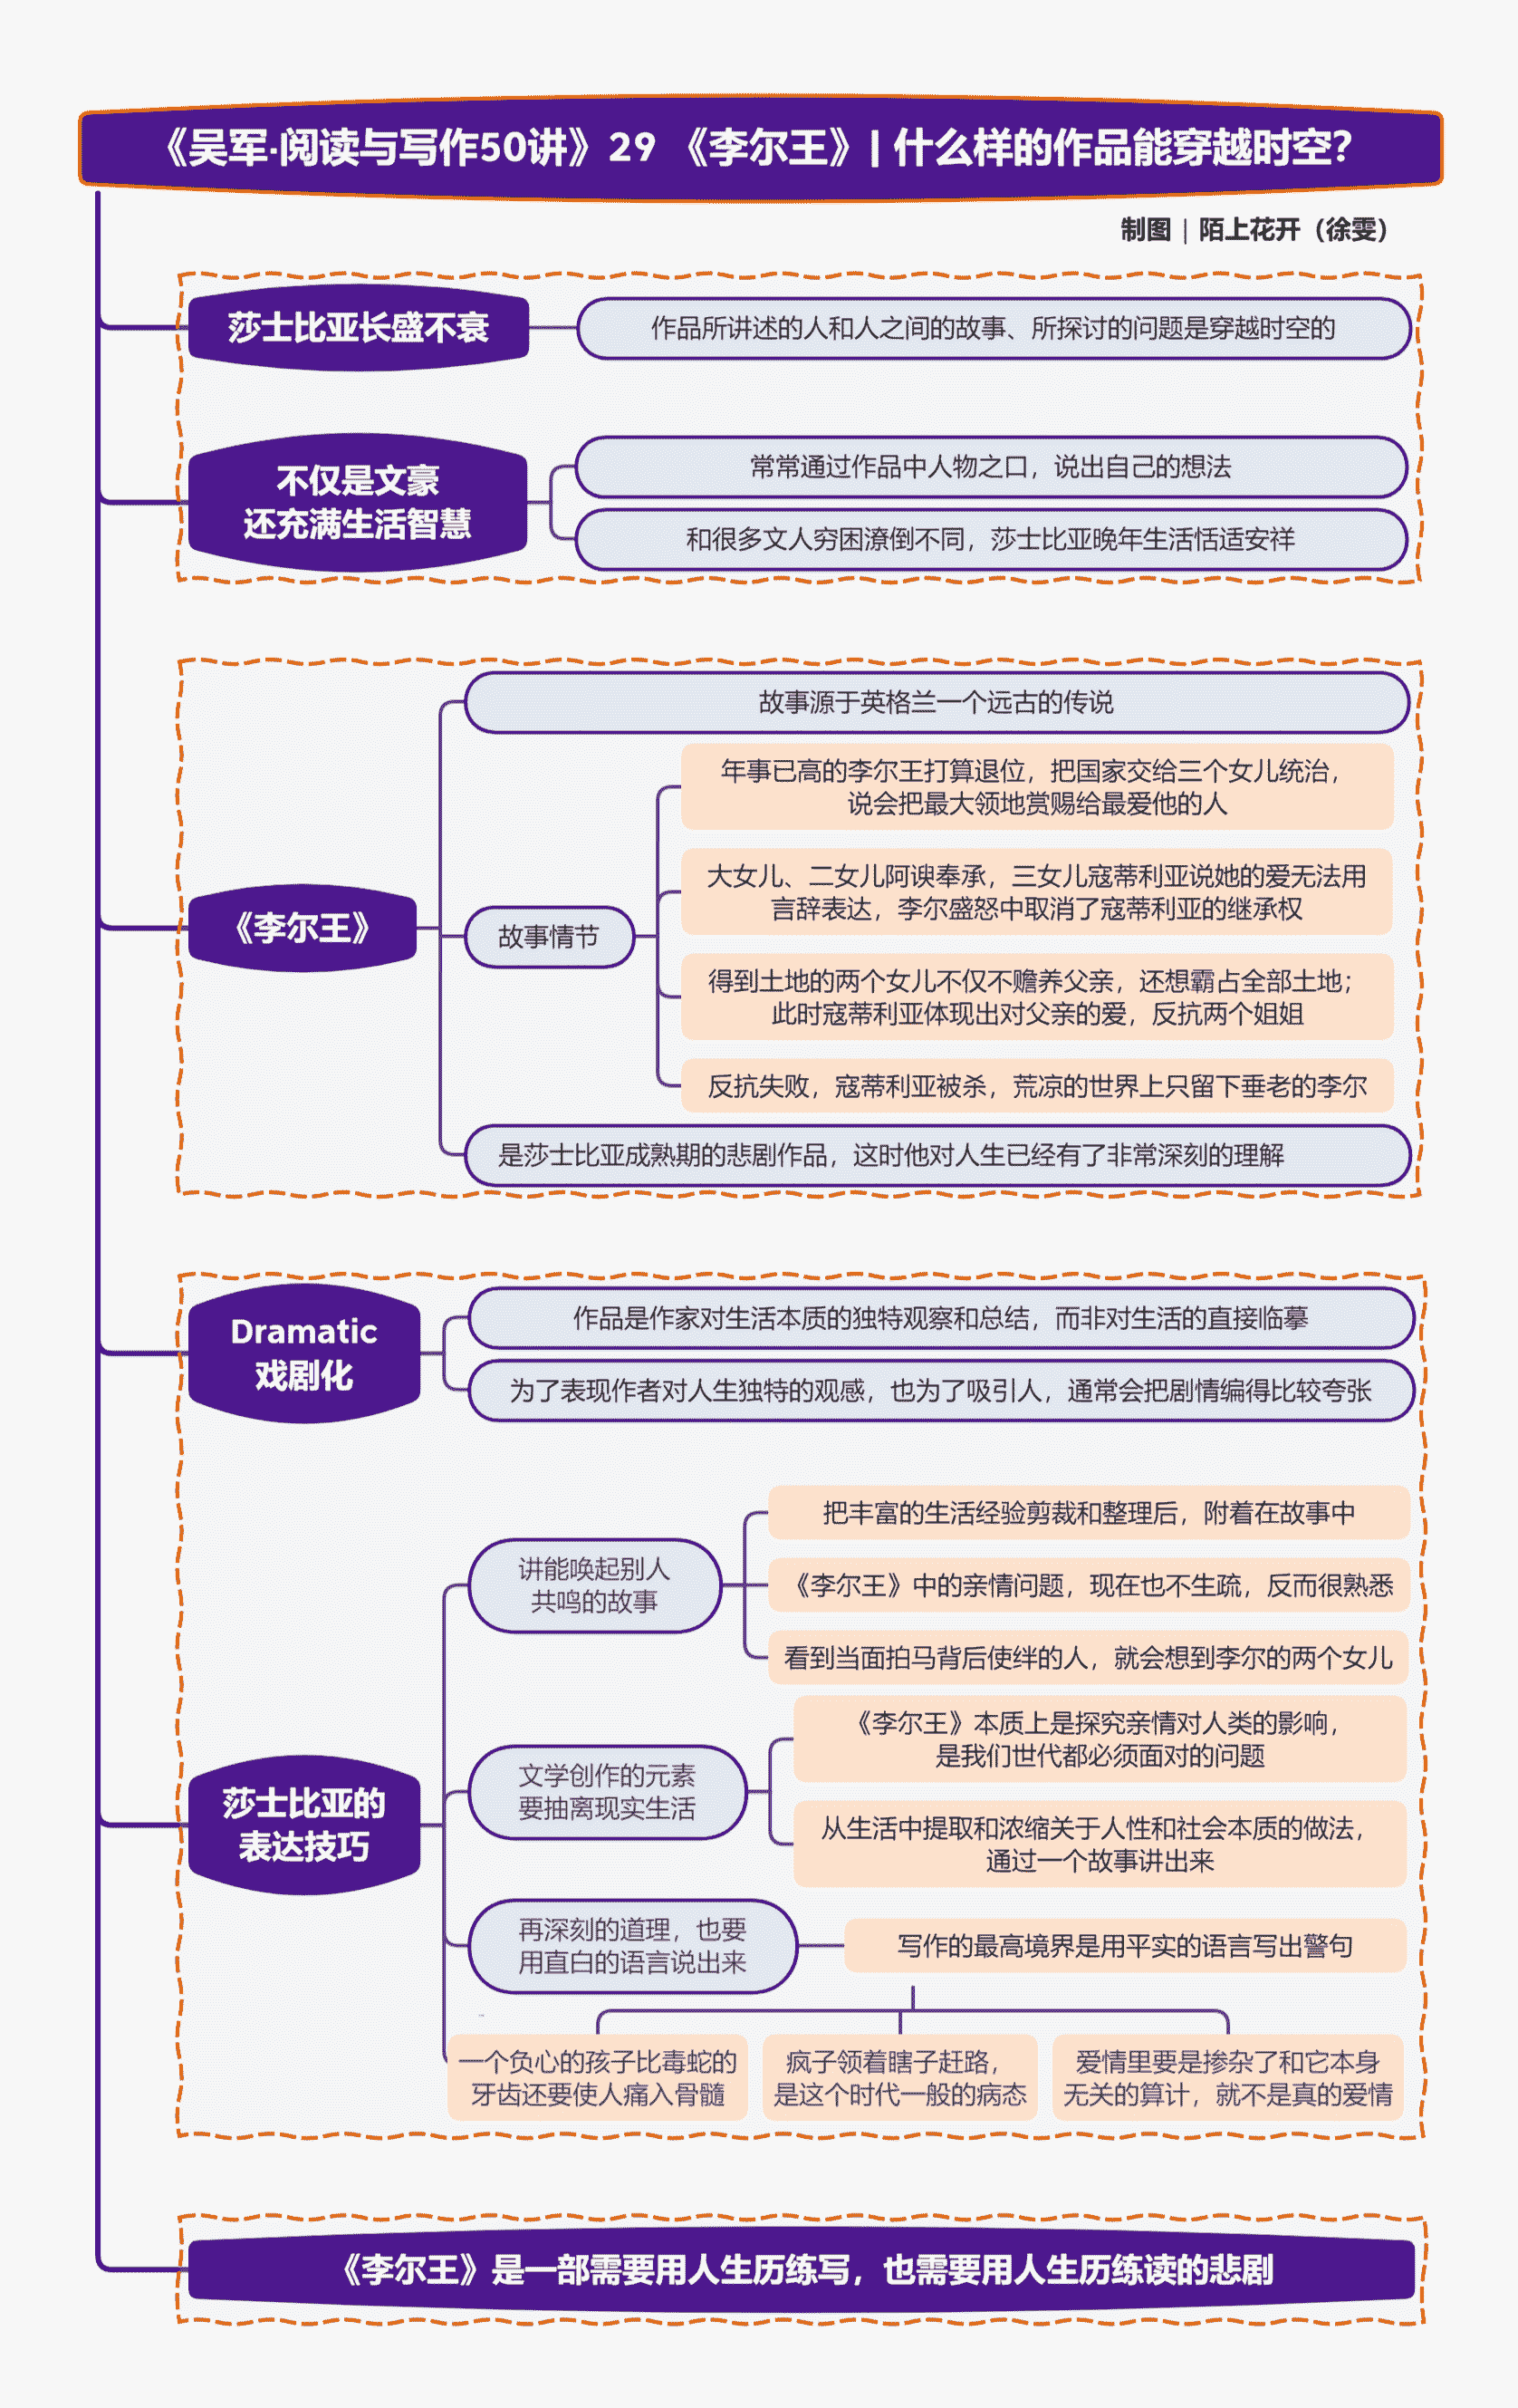 《吴军·阅读与写作50讲》29 《李尔王》| 什么样的作品能穿越时空？
制图｜陌上花开（徐雯）
莎士比亚长盛不衰
作品所讲述的人和人之间的故事、所探讨的问题是穿越时空的
不仅是文豪
还充满生活智慧
常常通过作品中人物之口，说出自己的想法
和很多文人穷困潦倒不同，莎士比亚晚年生活恬适安祥
《李尔王》
故事源于英格兰一个远古的传说
故事情节
年事已高的李尔王打算退位，把国家交给三个女儿统治，
说会把最大领地赏赐给最爱他的人
大女儿、二女儿阿谀奉承，三女儿寇蒂利亚说她的爱无法用
言辞表达，李尔盛怒中取消了寇蒂利亚的继承权
得到土地的两个女儿不仅不赡养父亲，还想霸占全部土地；
此时寇蒂利亚体现出对父亲的爱，反抗两个姐姐
反抗失败，寇蒂利亚被杀，荒凉的世界上只留下垂老的李尔
是莎士比亚成熟期的悲剧作品，这时他对人生已经有了非常深刻的理解
Dramatic
戏剧化
作品是作家对生活本质的独特观察和总结，而非对生活的直接临摹
为了表现作者对人生独特的观感，也为了吸引人，通常会把剧情编得比较夸张
莎士比亚的
表达技巧
讲能唤起别人
共鸣的故事
把丰富的生活经验剪裁和整理后，附着在故事中
《李尔王》中的亲情问题，现在也不生疏，反而很熟悉
看到当面拍马背后使绊的人，就会想到李尔的两个女儿
文学创作的元素
要抽离现实生活
《李尔王》本质上是探究亲情对人类的影响，
是我们世代都必须面对的问题
从生活中提取和浓缩关于人性和社会本质的做法，
通过一个故事讲出来
再深刻的道理，也要
用直白的语言说出来
写作的最高境界是用平实的语言写出警句
一个负心的孩子比毒蛇的
牙齿还要使人痛入骨髓
疯子领着瞎子赶路，
是这个时代一般的病态
爱情里要是掺杂了和它本身
无关的算计，就不是真的爱情
《李尔王》是一部需要用人生历练写，也需要用人生历练读的悲剧